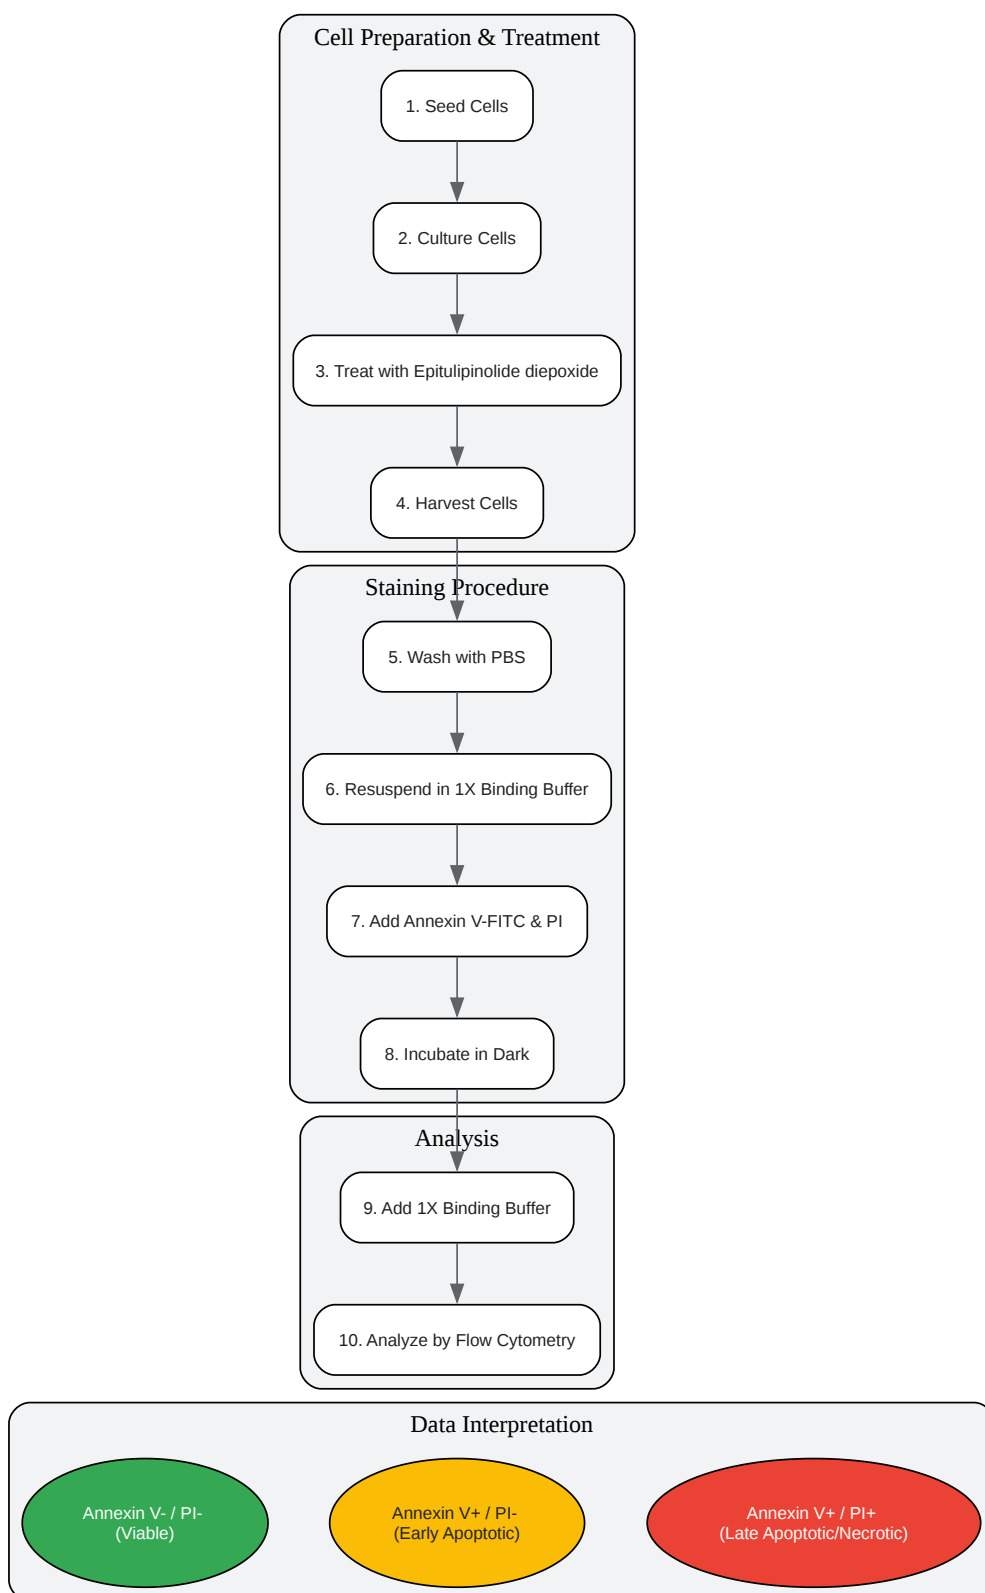 Cell Preparation & Treatment
1. Seed Cells
2. Culture Cells
3. Treat with Epitulipinolide diepoxide
4. Harvest Cells
Staining Procedure
5. Wash with PBS
6. Resuspend in 1X Binding Buffer
7. Add Annexin V-FITC & PI
8. Incubate in Dark
Analysis
9. Add 1X Binding Buffer
10. Analyze by Flow Cytometry
Data Interpretation
Annexin V- / PI-
(Viable)
Annexin V+ / PI-
(Early Apoptotic)
Annexin V+ / PI+
(Late Apoptotic/Necrotic)